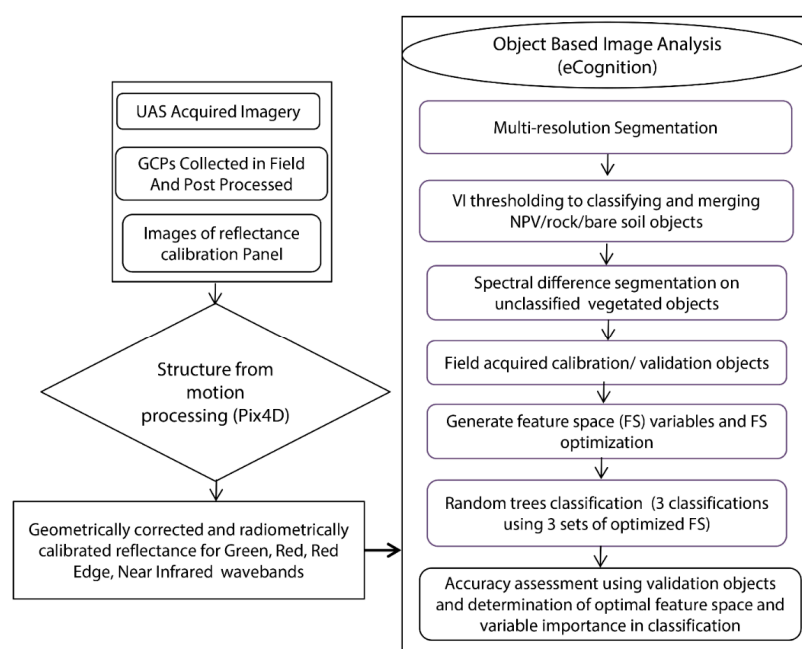 UAS Acquired Imagery
GCPs Collected in Field
And Post Processed
Images of reflectance
calibration Panel
Structure from
motion
processing (Pix4D)
Geometrically corrected and radiometrically
calibrated reflectance for Green, Red, Red
Edge, Near Infrared wavebands
Object Based Image Analysis
(eCognition)
Multi-resolution Segmentation
VI thresholding to classifying and merging
NPV/rock/bare soil objects
Spectral difference segmentation on
unclassified vegetated objects
Field acquired calibration/ validation objects
Generate feature space (FS) variables and FS
optimization
Random trees classification (3 classifications
using 3 sets of optimized FS)
Accuracy assessment using validation objects
and determination of optimal feature space and
variable importance in classification